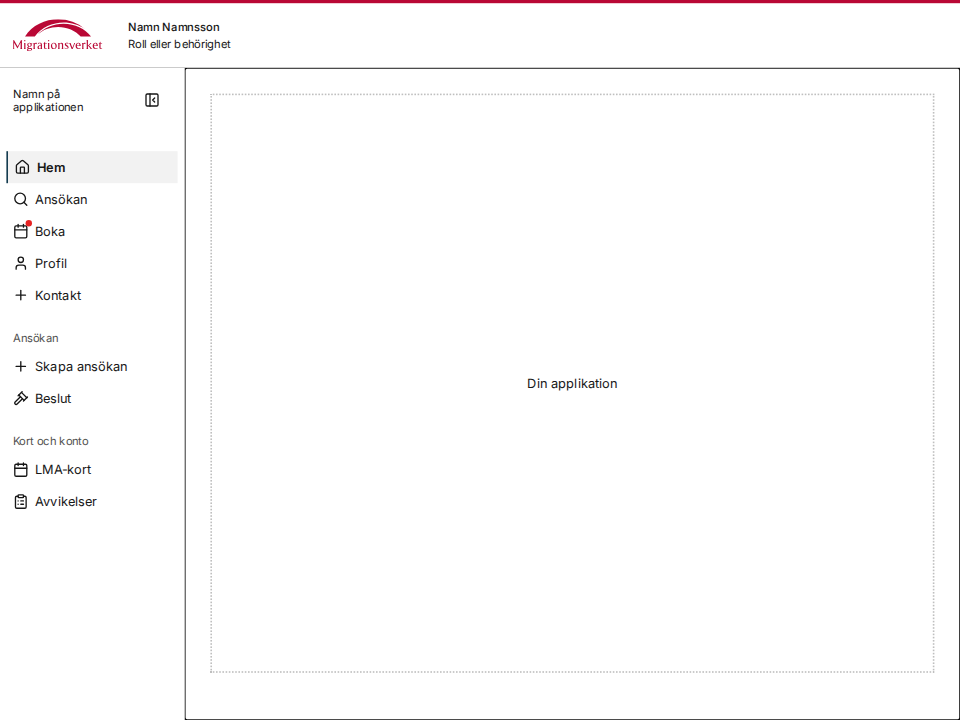 Migrationsverket
Namn Namnsson
Roll eller behörighet
Namn på
applikationen
Hem
Ansökan
Boka
Profil
Kontakt
Ansökan
Skapa ansökan
Beslut
Kort och konto
LMA-kort
Avvikelser
Din applikation